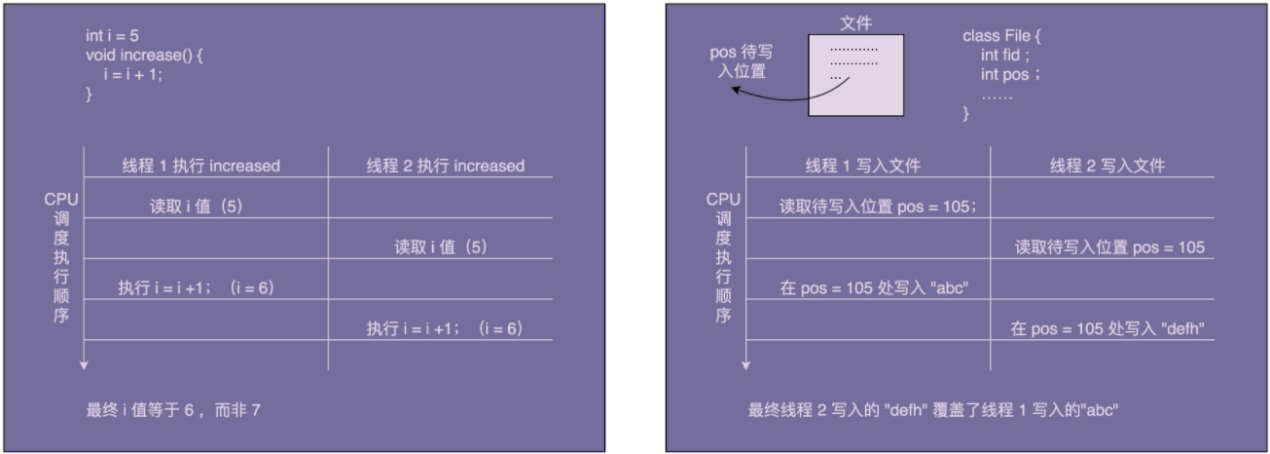 int i = 5
void increase() {
i = i + 1;
}
线程 1 执行 increased
线程 2 执行 increased
CPU
调
度
执
行
顺
序
读取 i 值（5）
读取 i 值（5）
执行 i = i +1； （i = 6）
执行 i = i +1； （i = 6）
最终 i 值等于 6 ，而非 7
文件
pos 待写
入位置
............
............
...
class File {
int fid ;
int pos ；
……
}
线程 1 写入文件
线程 2 写入文件
CPU
调
度
执
行
顺
序
读取待写入位置 pos = 105；
读取待写入位置 pos = 105
在 pos = 105 处写入 "abc"
在 pos = 105 处写入 "defh"
最终线程 2 写入的 "defh" 覆盖了线程 1 写入的"abc"